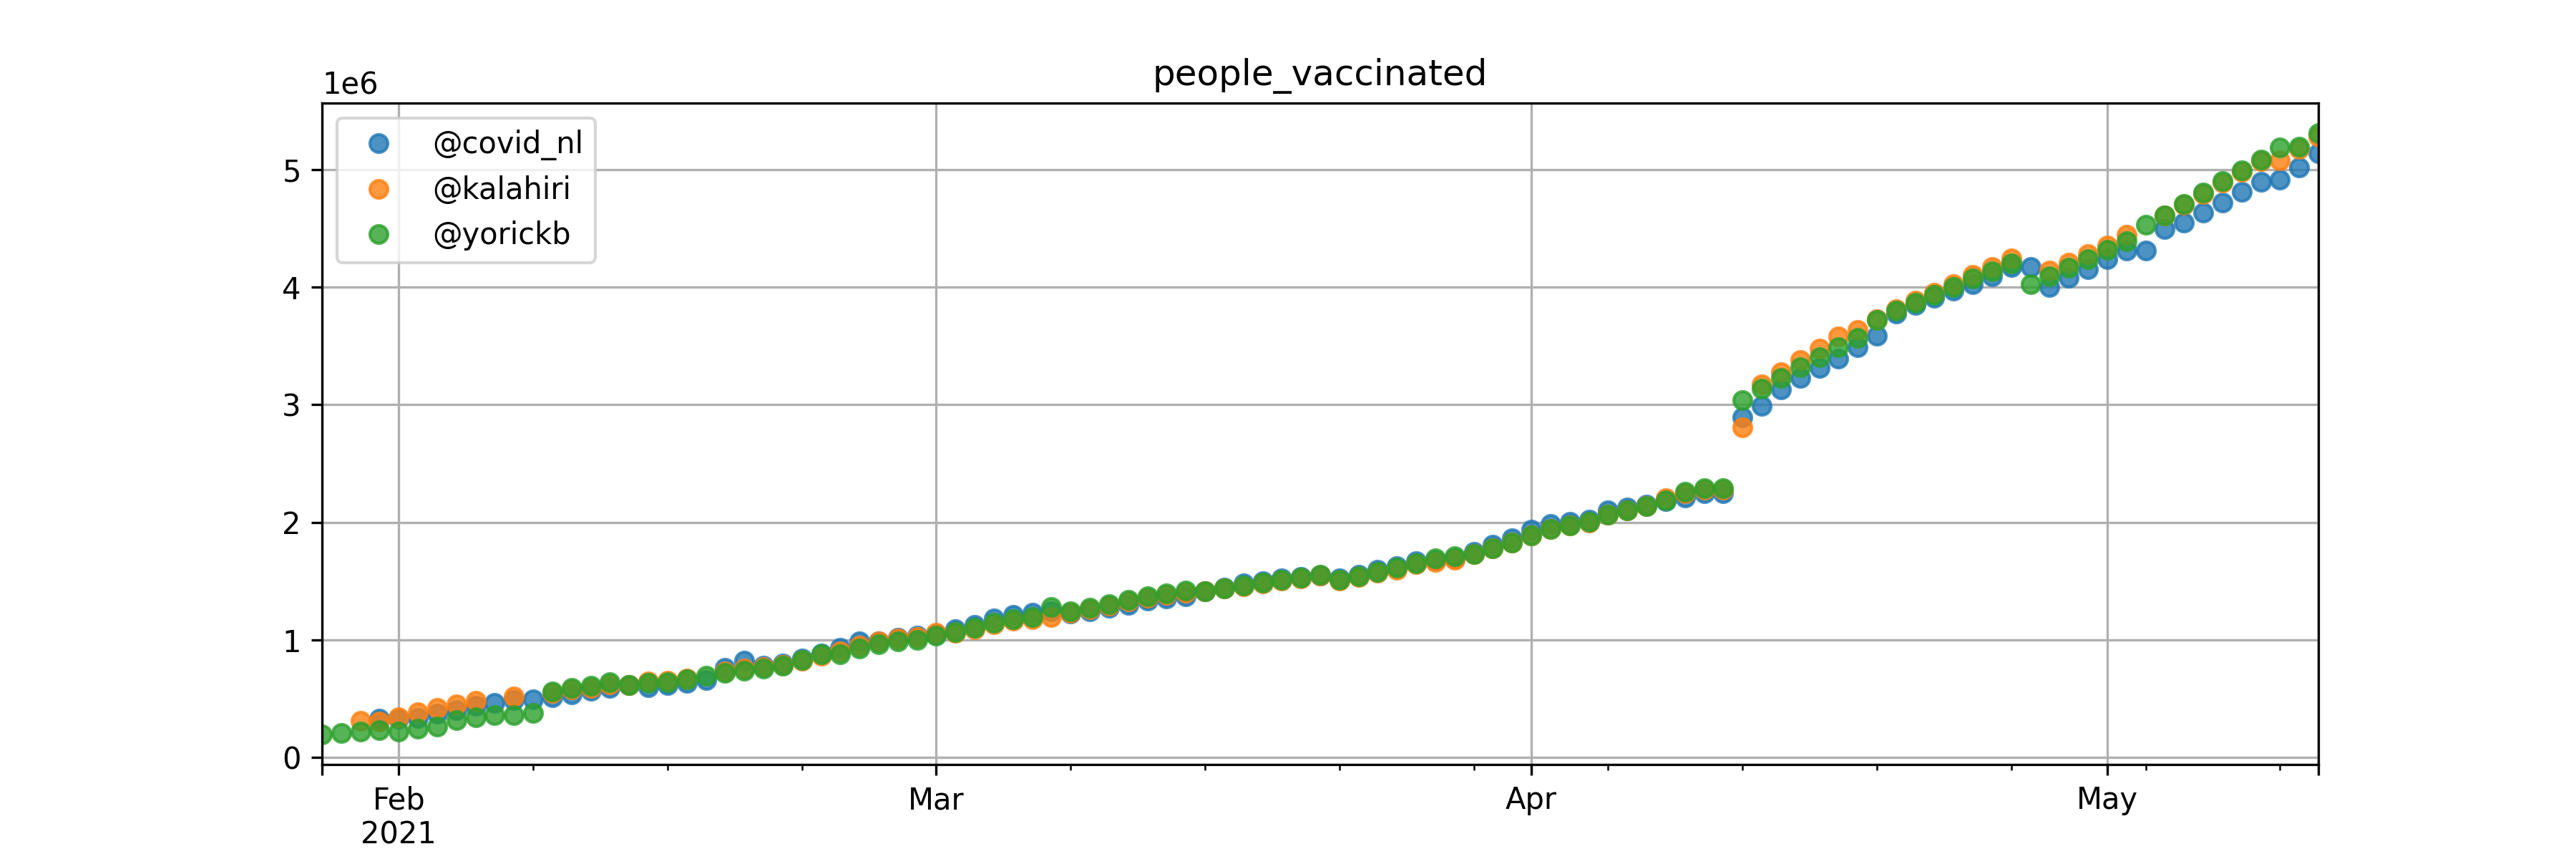 people_vaccinated
1e6
@covid_nl
@kalahiri
@yorickb
5
4
3
2
1
0
Feb
Mar
Apr
May
2021